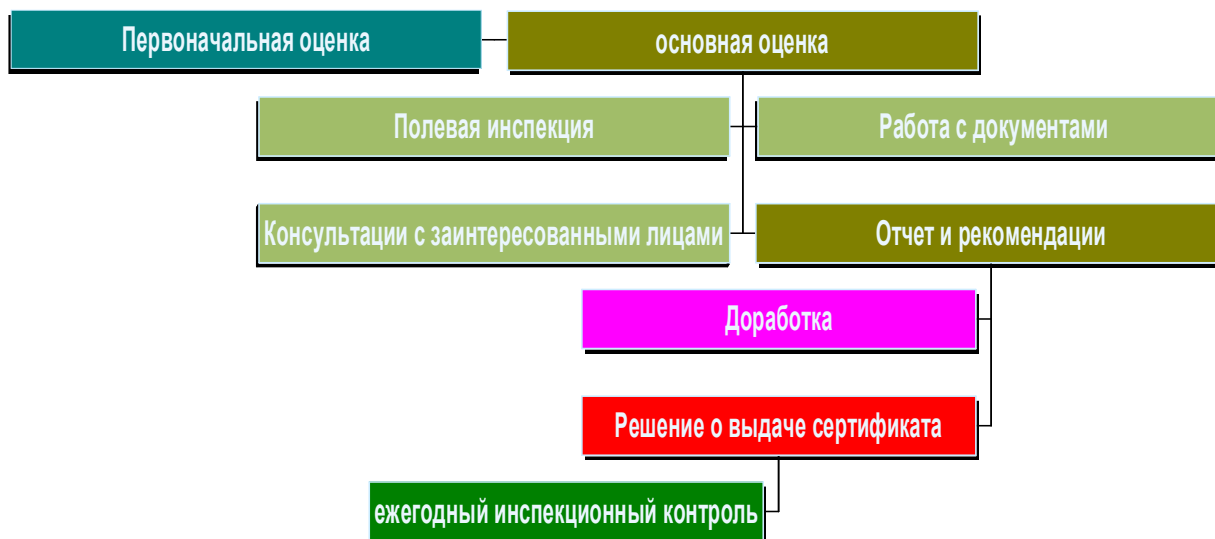 Первоначальная оценка
основная оценка
Полевая инспекция
Работа с документами
Консультации с заинтересованными лицами
Отчет и рекомендации
Доработка
Решение о выдаче сертификата
ежегодный инспекционный контроль